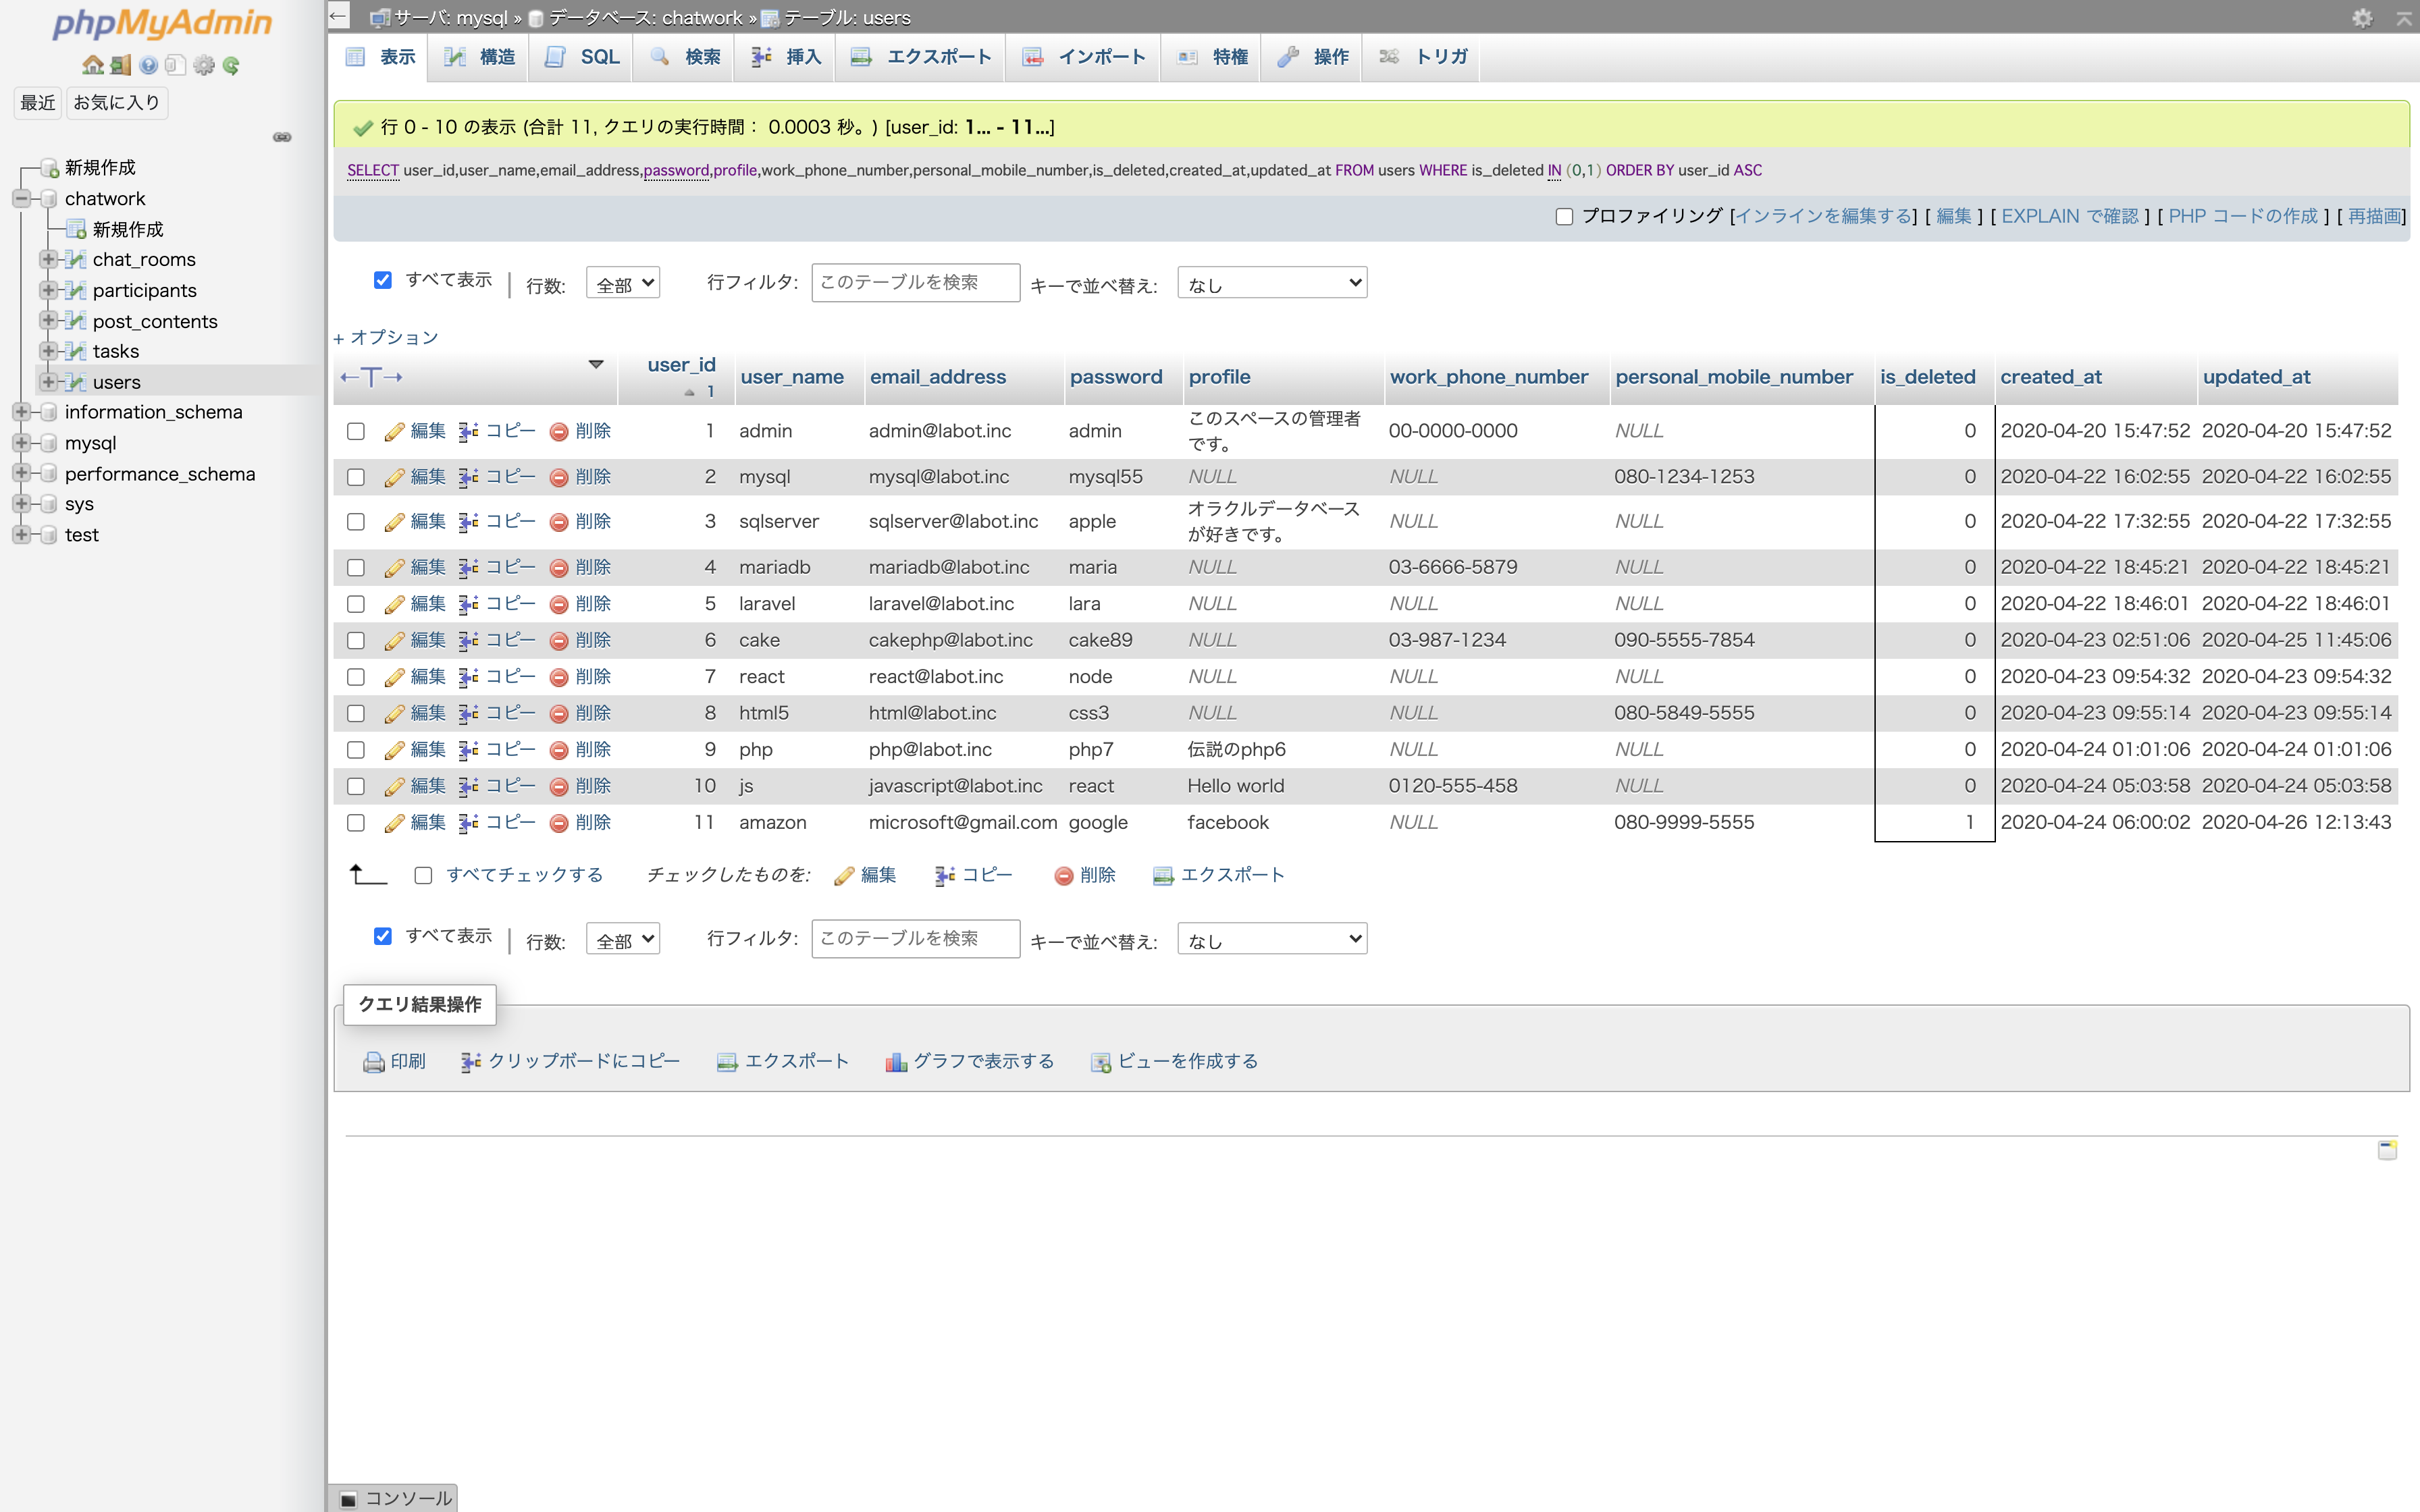 phpMyAdmin
最近 お気に入り
新規作成
chatwork
新規作成
chat_rooms
participants
post_contents
tasks
users
information_schema
mysql
performance_schema
sys
test
サーバ: mysql » データベース: chatwork » テーブル: users
表示 構造 SQL 検索 挿入 エクスポート インポート 特権 操作 トリガ
行 0 - 10 の表示 (合計 11, クエリの実行時間： 0.0003 秒。) [user_id: 1... - 11...]
SELECT user_id,user_name,email_address,password,profile,work_phone_number,personal_mobile_number,is_deleted,created_at,updated_at FROM users WHERE is_deleted IN (0,1) ORDER BY user_id ASC
プロファイリング [インラインを編集する] [ 編集 ] [ EXPLAIN で確認 ] [ PHP コードの作成 ] [ 再描画]
すべて表示 | 行数: 全部 行フィルタ: このテーブルを検索 キーで並べ替え: なし
+ オプション
←T→ user_id 1 user_name email_address password profile work_phone_number personal_mobile_number is_deleted created_at updated_at
編集 コピー 削除 1 admin admin@labot.inc admin このスペースの管理者です。 00-0000-0000 NULL 0 2020-04-20 15:47:52 2020-04-20 15:47:52
編集 コピー 削除 2 mysql mysql@labot.inc mysql55 NULL NULL 080-1234-1253 0 2020-04-22 16:02:55 2020-04-22 16:02:55
編集 コピー 削除 3 sqlserver sqlserver@labot.inc apple オラクルデータベースが好きです。 NULL NULL 0 2020-04-22 17:32:55 2020-04-22 17:32:55
編集 コピー 削除 4 mariadb mariadb@labot.inc maria NULL 03-6666-5879 NULL 0 2020-04-22 18:45:21 2020-04-22 18:45:21
編集 コピー 削除 5 laravel laravel@labot.inc lara NULL NULL NULL 0 2020-04-22 18:46:01 2020-04-22 18:46:01
編集 コピー 削除 6 cake cakephp@labot.inc cake89 NULL 03-987-1234 090-5555-7854 0 2020-04-23 02:51:06 2020-04-25 11:45:06
編集 コピー 削除 7 react react@labot.inc node NULL NULL NULL 0 2020-04-23 09:54:32 2020-04-23 09:54:32
編集 コピー 削除 8 html5 html@labot.inc css3 NULL NULL 080-5849-5555 0 2020-04-23 09:55:14 2020-04-23 09:55:14
編集 コピー 削除 9 php php@labot.inc php7 伝説のphp6 NULL NULL 0 2020-04-24 01:01:06 2020-04-24 01:01:06
編集 コピー 削除 10 js javascript@labot.inc react Hello world 0120-555-458 NULL 0 2020-04-24 05:03:58 2020-04-24 05:03:58
編集 コピー 削除 11 amazon microsoft@gmail.com google facebook NULL 080-9999-5555 1 2020-04-24 06:00:02 2020-04-26 12:13:43
すべてチェックする チェックしたものを: 編集 コピー 削除 エクスポート
すべて表示 | 行数: 全部 行フィルタ: このテーブルを検索 キーで並べ替え: なし
クエリ結果操作
印刷 クリップボードにコピー エクスポート グラフで表示する ビューを作成する
コンソール